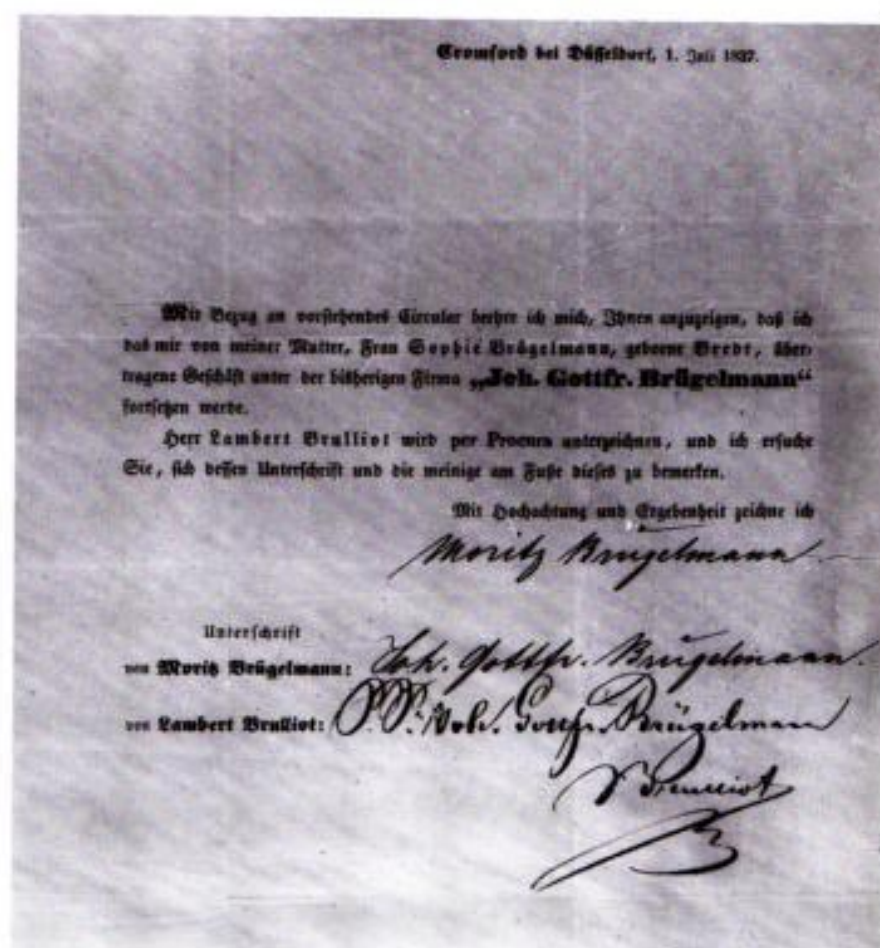 Cromford bei Düsseldorf, 1. Juli 1837.
Mit Bezug an vorstehendes Circular beehre ich mich, Ihnen anzuzeigen, daß ich
das mir von meiner Mutter, Frau Sophie Brügelmann, geborne Bredt, über-
tragene Geschäft unter der bisherigen Firma „Joh. Gottfr. Brügelmann“
fortsetzen werde.
Herr Lambert Brulliot wird per Procura unterzeichnen, und ich ersuche
Sie, sich dessen Unterschrift und die meinige am Fuße dieses zu bemerken.
Mit Hochachtung und Ergebenheit zeichne ich
Moritz Brügelmann
Unterschrift
von Moritz Brügelmann: Joh. Gottfr. Brügelmann.
von Lambert Brulliot: P. P. Joh. Gottfr. Brügelmann
Brulliot